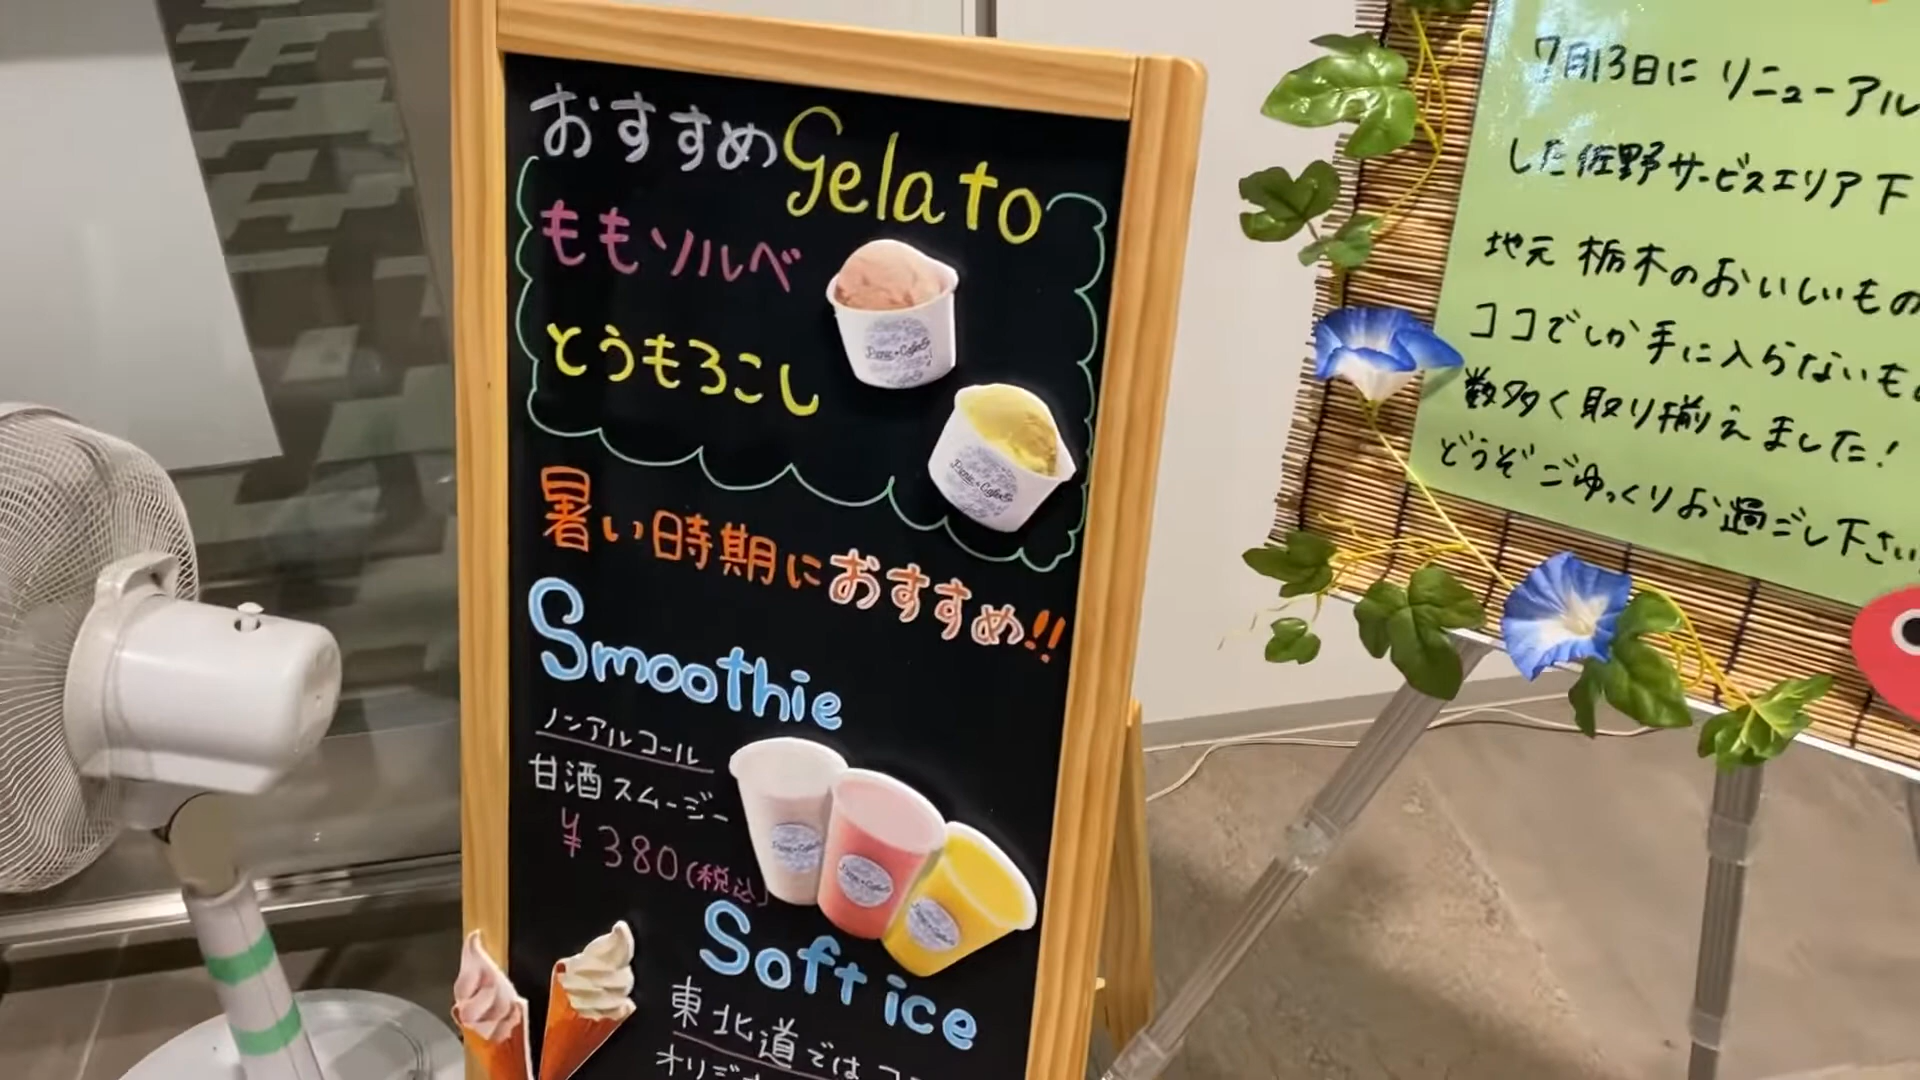 おすすめGelato
ももソルベ
とうもろこし
暑い時期におすすめ!!
Smoothie
ノンアルコール
甘酒スムージー
¥380(税込)
Soft ice
東北道では
7月13日にリニューアル
した佐野サービスエリア下
地元 栃木のおいしいもの
ココでしか手に入らないも
数多く取り揃えました!
どうぞごゆっくりお過ごし下さい